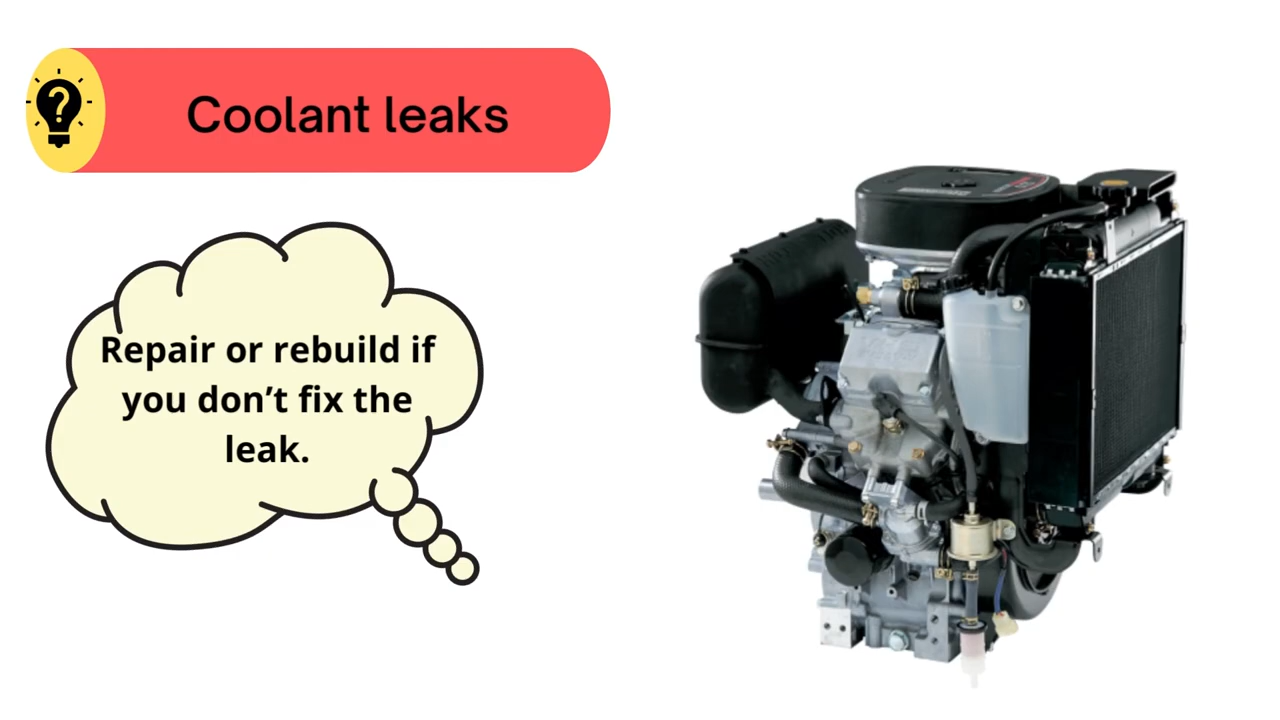 Coolant leaks
Repair or rebuild if
you don’t fix the
leak.